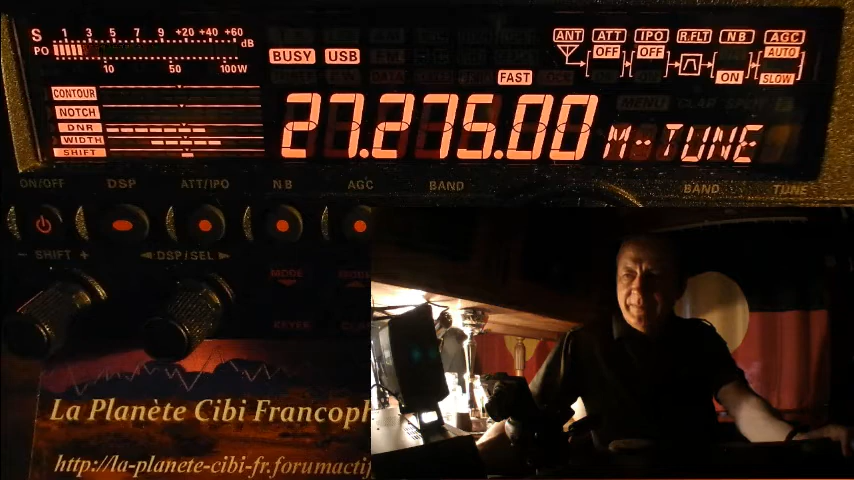 S 1 3 5 7 9 +20 +40 +60 dB
PO
10 50 100W
BUSY USB
ANT ATT IPO R.FLT NB AGC
OFF OFF AUTO
ON SLOW
FAST
CONTOUR
NOTCH
DNR
WIDTH
SHIFT
27.275.00 M-TUNE
ON/OFF DSP ATT/IPO NB AGC BAND BAND TUNE
- SHIFT + ◄DSP/SEL►
MODE
La Planète Cibi Francoph
http://la-planete-cibi-fr.forumactif